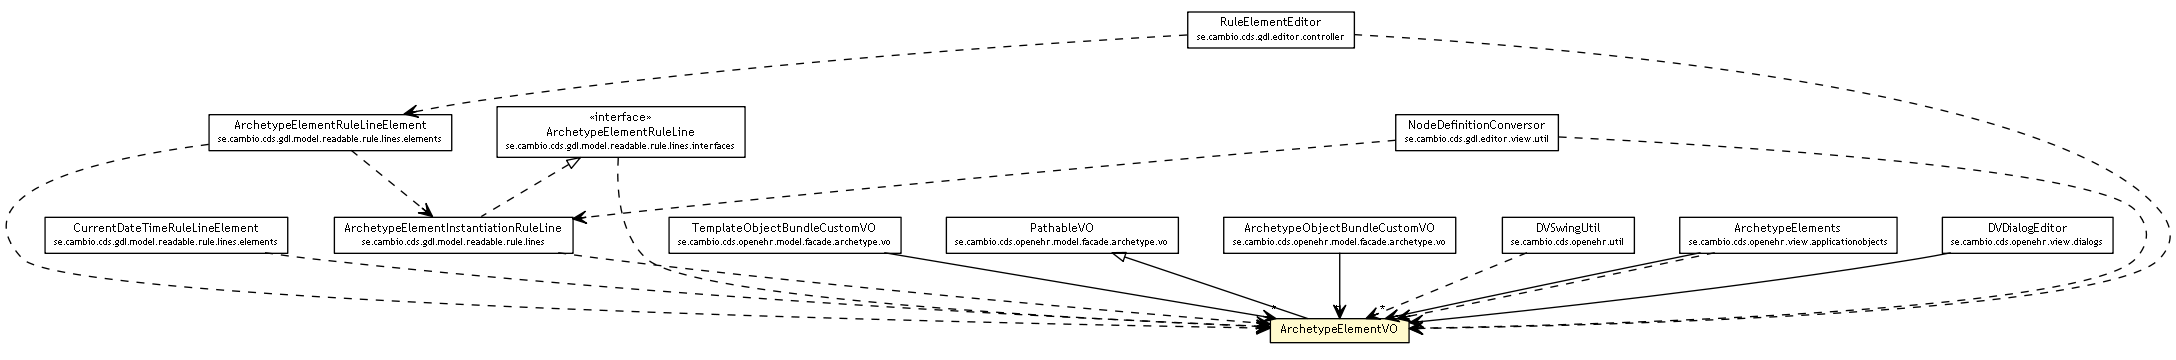 RuleElementEditor
se.cambio.cds.gdl.editor.controller
ArchetypeElementRuleLineElement
se.cambio.cds.gdl.model.readable.rule.lines.elements
«interface»
ArchetypeElementRuleLine
se.cambio.cds.gdl.model.readable.rule.lines.interfaces
NodeDefinitionConversor
se.cambio.cds.gdl.editor.view.util
CurrentDateTimeRuleLineElement
se.cambio.cds.gdl.model.readable.rule.lines.elements
ArchetypeElementInstantiationRuleLine
se.cambio.cds.gdl.model.readable.rule.lines
TemplateObjectBundleCustomVO
se.cambio.cds.openehr.model.facade.archetype.vo
PathableVO
se.cambio.cds.openehr.model.facade.archetype.vo
ArchetypeObjectBundleCustomVO
se.cambio.cds.openehr.model.facade.archetype.vo
DVSwingUtil
se.cambio.cds.openehr.util
ArchetypeElements
se.cambio.cds.openehr.view.applicationobjects
DVDialogEditor
se.cambio.cds.openehr.view.dialogs
*
*
*
ArchetypeElementVO